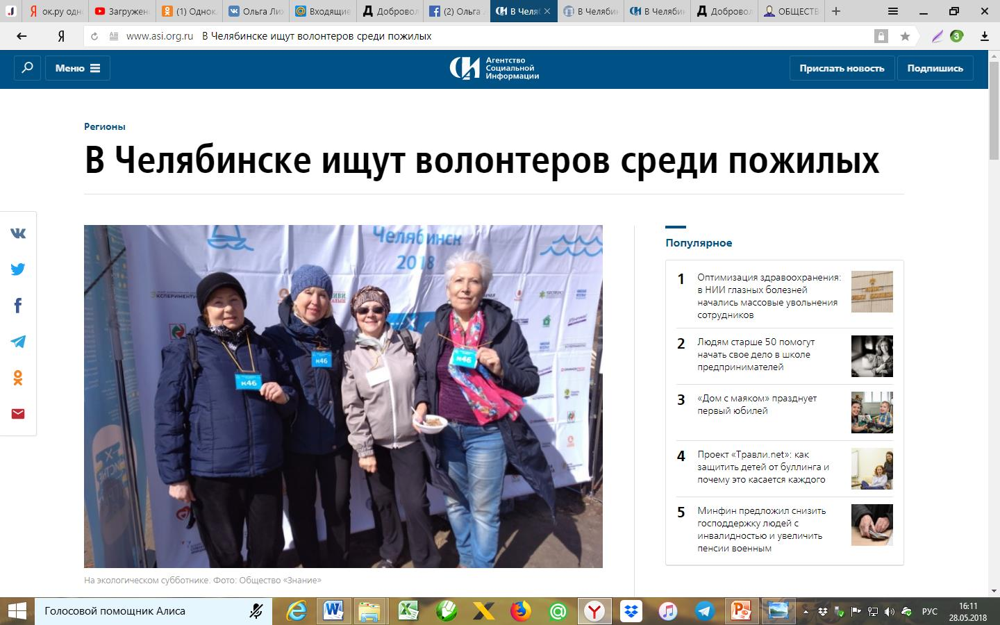 ок.ру одно
Загружен
(1) Однок
Ольга Ли
Входящие
Доброво
(2) Ольга
В Челя
В Челябин
В Челябин
Доброво
ОБЩЕСТВ
www.asi.org.ru В Челябинске ищут волонтеров среди пожилых
3
Меню
Агентство
Социальной
Информации
Прислать новость
Подпишись
Регионы
В Челябинске ищут волонтеров среди пожилых
Челябинск
2018
к46
к46
к46
На экологическом субботнике. Фото: Общество «Знание»
Популярное
1 Оптимизация здравоохранения:
в НИИ глазных болезней
начались массовые увольнения
сотрудников
2 Людям старше 50 помогут
начать свое дело в школе
предпринимателей
3 «Дом с маяком» празднует
первый юбилей
4 Проект «Травли.net»: как
защитить детей от буллинга и
почему это касается каждого
5 Минфин предложил снизить
господдержку людей с
инвалидностью и увеличить
пенсии военным
Голосовой помощник Алиса
РУС
16:11
28.05.2018